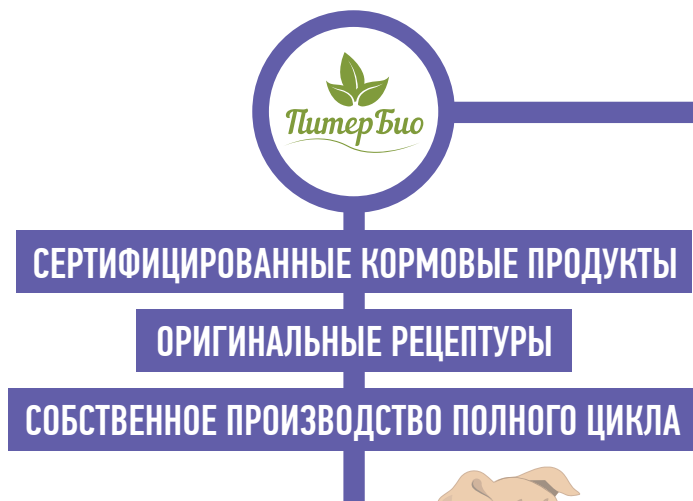 ПитерБио
СЕРТИФИЦИРОВАННЫЕ КОРМОВЫЕ ПРОДУКТЫ
ОРИГИНАЛЬНЫЕ РЕЦЕПТУРЫ
СОБСТВЕННОЕ ПРОИЗВОДСТВО ПОЛНОГО ЦИКЛА